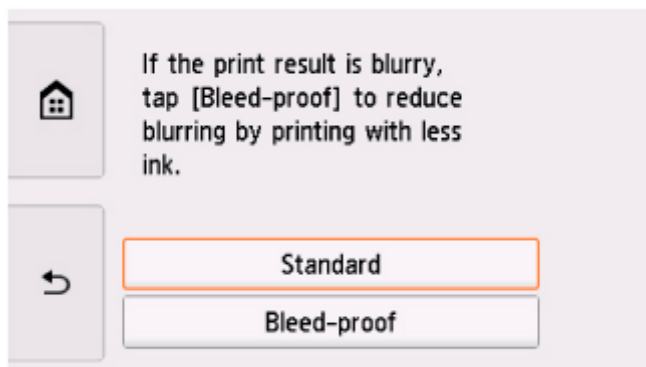 If the print result is blurry,
tap [Bleed-proof] to reduce
blurring by printing with less
ink.
Standard
Bleed-proof